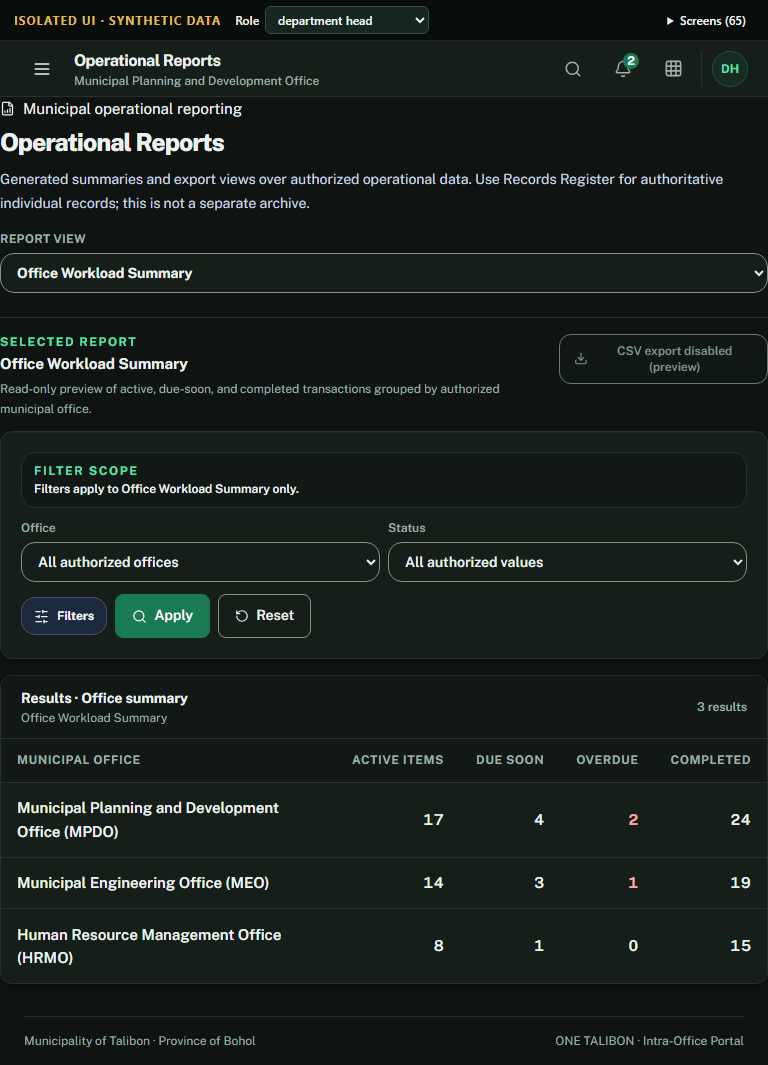 ISOLATED UI · SYNTHETIC DATA Role department head ▶ Screens (65)
Operational Reports
Municipal Planning and Development Office
2
DH
Municipal operational reporting
Operational Reports
Generated summaries and export views over authorized operational data. Use Records Register for authoritative
individual records; this is not a separate archive.
REPORT VIEW
Office Workload Summary
SELECTED REPORT
Office Workload Summary
Read-only preview of active, due-soon, and completed transactions grouped by authorized
municipal office.
CSV export disabled
(preview)
FILTER SCOPE
Filters apply to Office Workload Summary only.
Office Status
All authorized offices All authorized values
Filters Apply Reset
Results · Office summary
Office Workload Summary
3 results
MUNICIPAL OFFICE ACTIVE ITEMS DUE SOON OVERDUE COMPLETED
Municipal Planning and Development
Office (MPDO) 17 4 2 24
Municipal Engineering Office (MEO) 14 3 1 19
Human Resource Management Office
(HRMO) 8 1 0 15
Municipality of Talibon · Province of Bohol ONE TALIBON · Intra-Office Portal